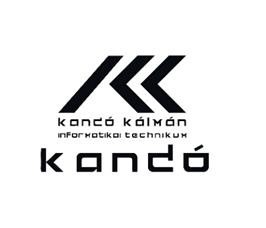 kandó kálmán
informatikai technikum
kandó